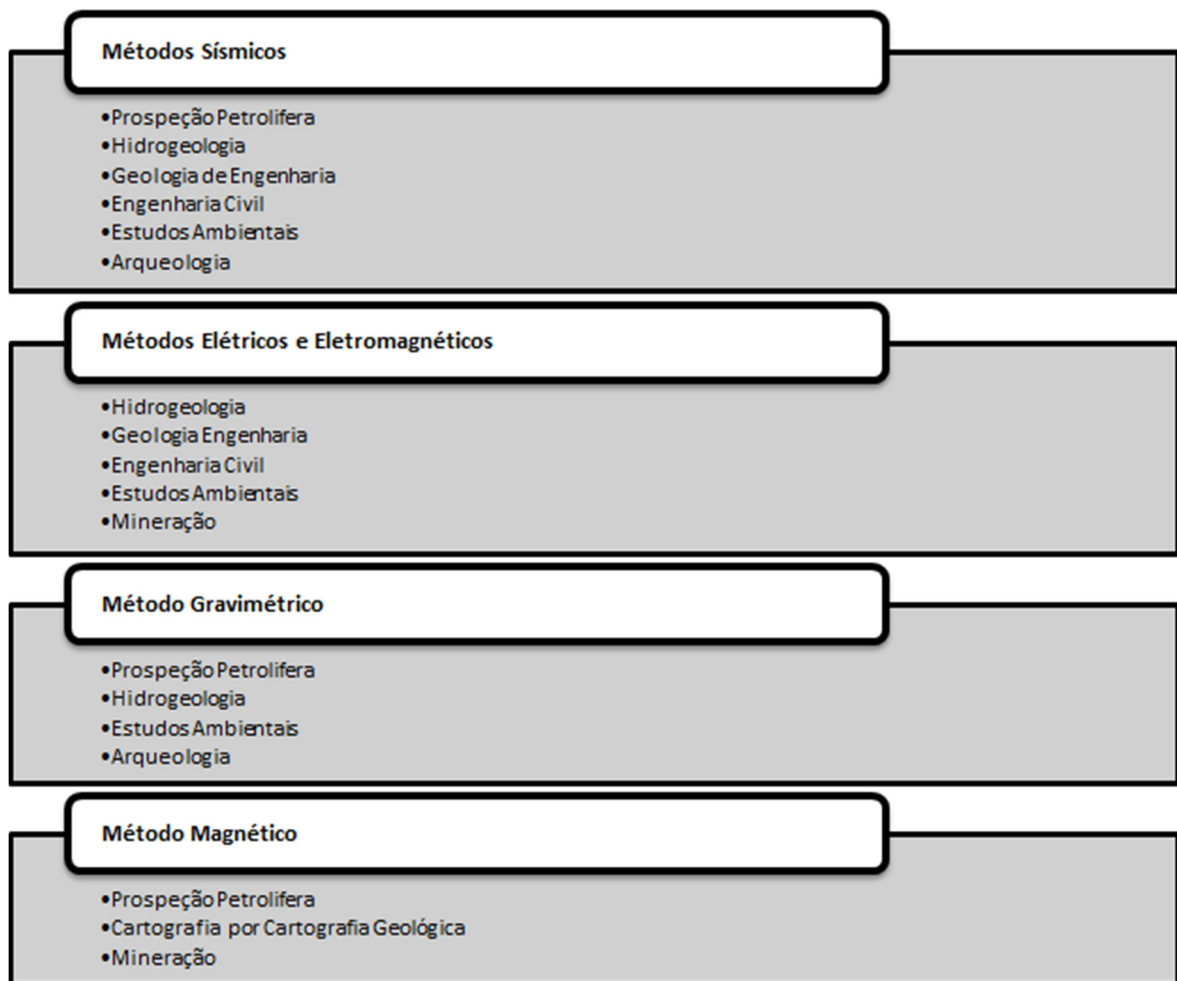 Métodos Sísmicos
•Prospeção Petrolifera
•Hidrogeologia
•Geologia de Engenharia
•Engenharia Civil
•Estudos Ambientais
•Arqueologia
Métodos Elétricos e Eletromagnéticos
•Hidrogeologia
•Geologia Engenharia
•Engenharia Civil
•Estudos Ambientais
•Mineração
Método Gravimétrico
•Prospeção Petrolifera
•Hidrogeologia
•Estudos Ambientais
•Arqueologia
Método Magnético
•Prospeção Petrolifera
•Cartografia por Cartografia Geológica
•Mineração